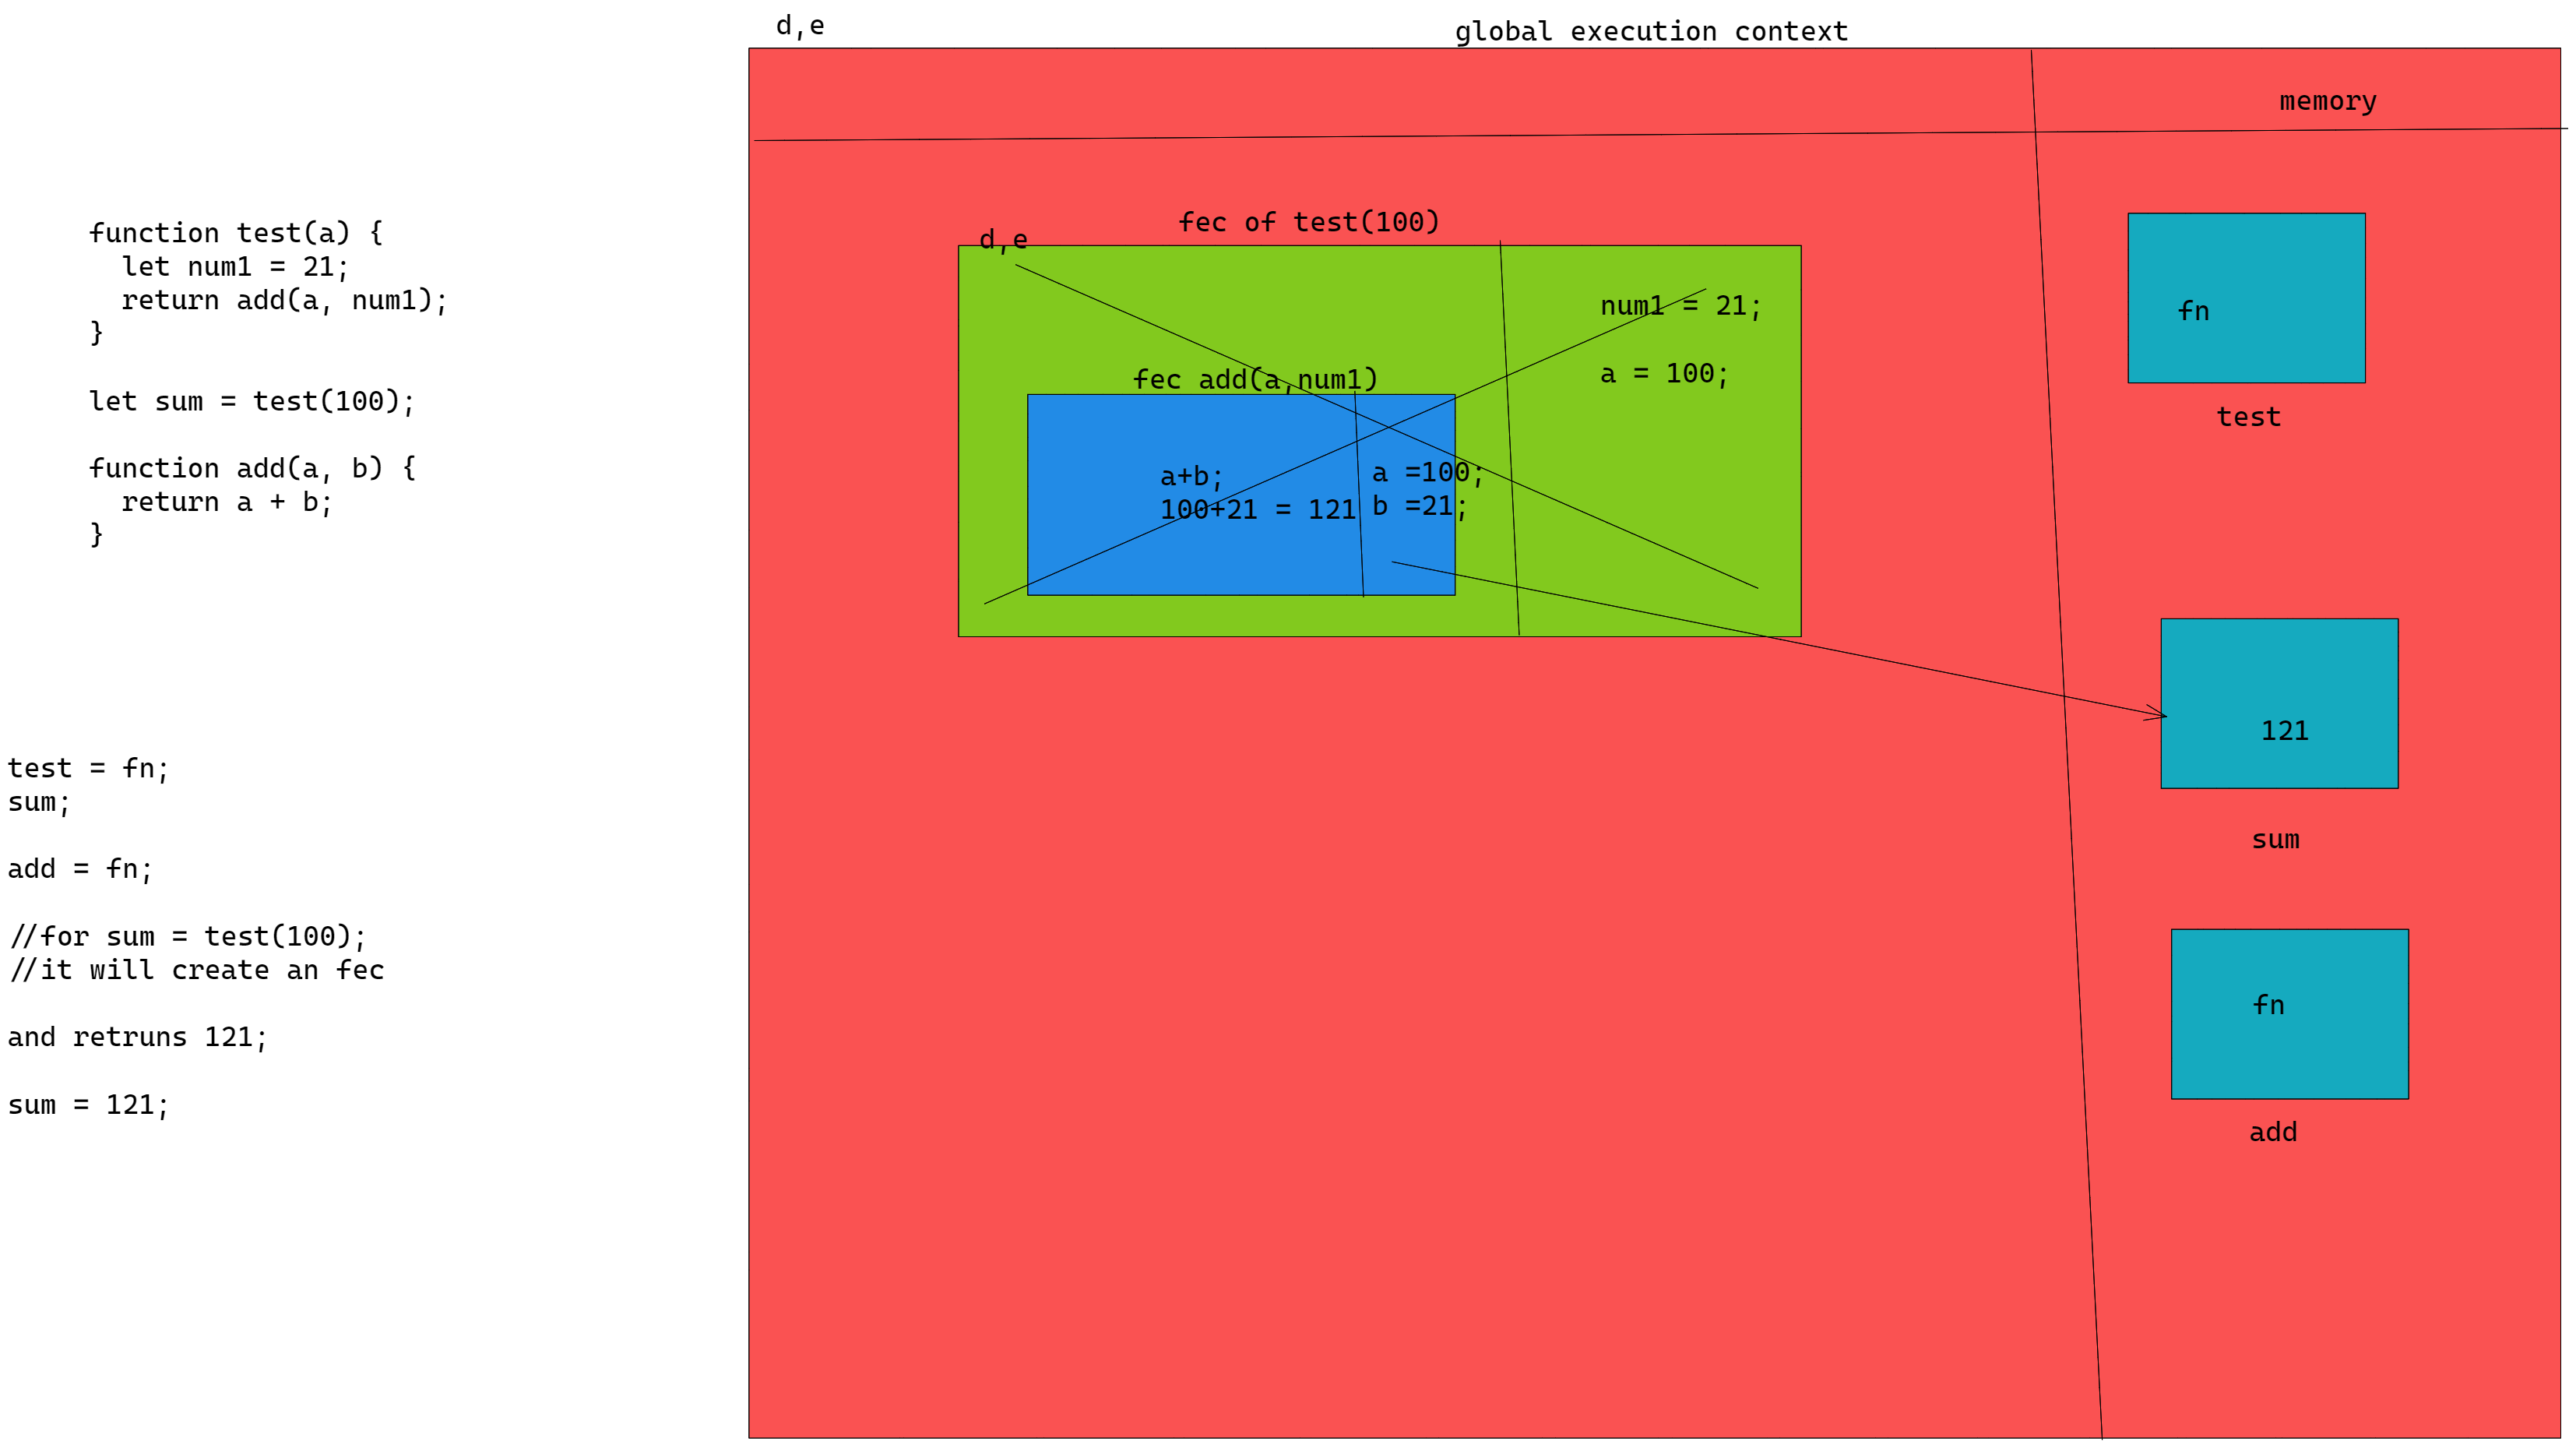 d,e
global execution context
memory
function test(a) {
  let num1 = 21;
  return add(a, num1);
}
let sum = test(100);
function add(a, b) {
  return a + b;
}
test = fn;
sum;
add = fn;
//for sum = test(100);
//it will create an fec
and retruns 121;
sum = 121;
fec of test(100)
d,e
num1 = 21;
a = 100;
fec add(a,num1)
a+b;
100+21 = 121
a =100;
b =21;
fn
test
121
sum
fn
add